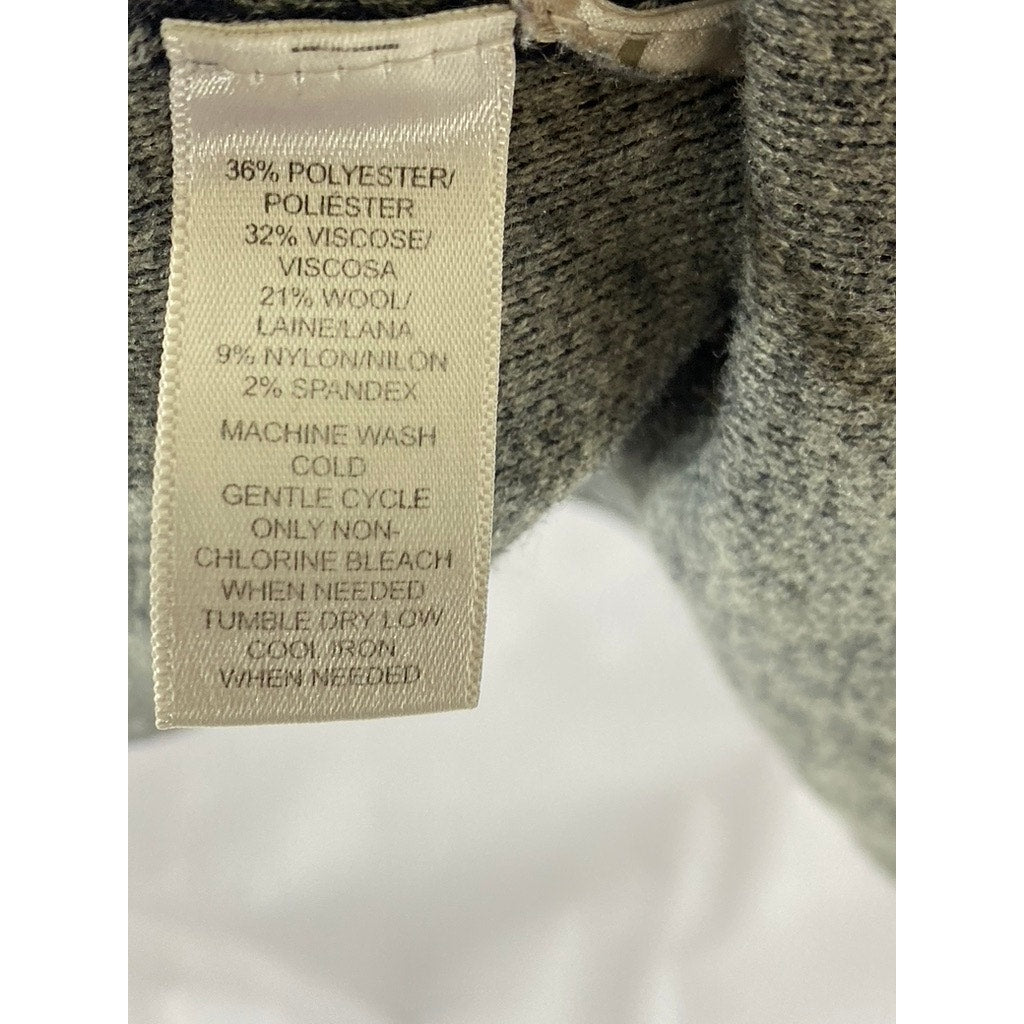 36% POLYESTER/
POLIÉSTER
32% VISCOSE/
VISCOSA
21% WOOL/
LAINE/LANA
9% NYLON/NILON
2% SPANDEX
MACHINE WASH
COLD
GENTLE CYCLE
ONLY NON-
CHLORINE BLEACH
WHEN NEEDED
TUMBLE DRY LOW
COOL IRON
WHEN NEEDED